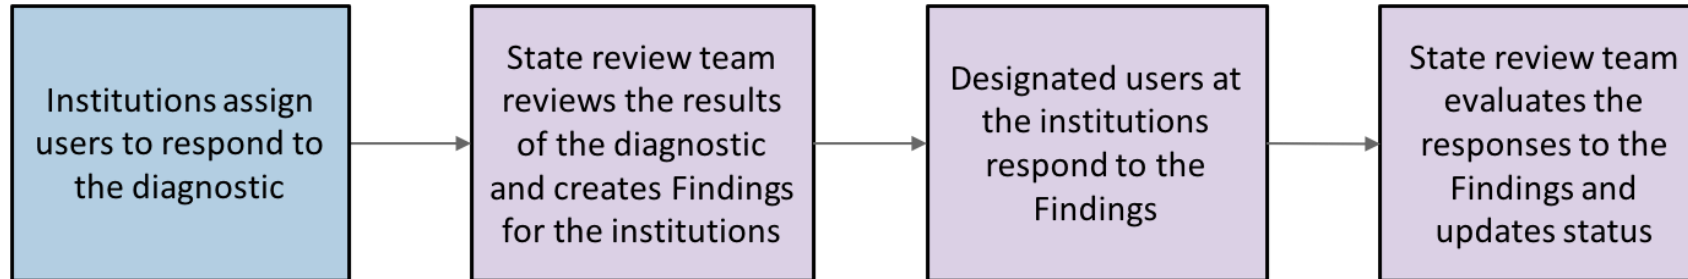 Institutions assign
users to respond to
the diagnostic
State review team
reviews the results
of the diagnostic
and creates Findings
for the institutions
Designated users at
the institutions
respond to the
Findings
State review team
evaluates the
responses to the
Findings and
updates status